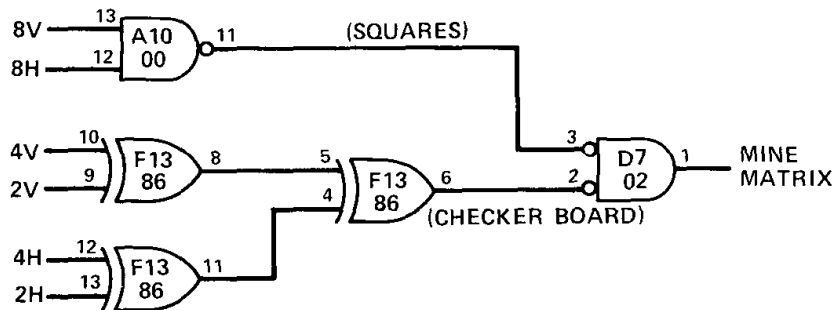 8V 13
A10
00
11
(SQUARES)
8H 12
4V 10
2V 9
F13
86
8
5
4
F13
86
6
(CHECKER BOARD)
3
2
D7
02
1
MINE
MATRIX
4H 12
2H 13
F13
86
11